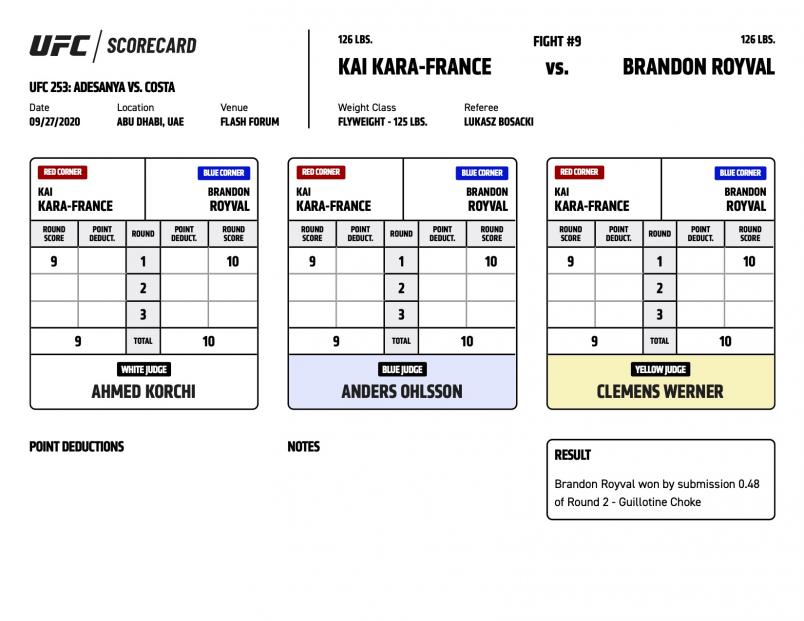 UFC / SCORECARD
UFC 253: ADESANYA VS. COSTA
Date Location Venue
09/27/2020 ABU DHABI, UAE FLASH FORUM
126 LBS. FIGHT #9 126 LBS.
KAI KARA-FRANCE vs. BRANDON ROYVAL
Weight Class Referee
FLYWEIGHT - 125 LBS. LUKASZ BOSACKI
RED CORNER BLUE CORNER
KAI BRANDON
KARA-FRANCE ROYVAL
ROUND SCORE POINT DEDUCT. ROUND POINT DEDUCT. ROUND SCORE
9 1 10
2
3
9 TOTAL 10
WHITE JUDGE
AHMED KORCHI
RED CORNER BLUE CORNER
KAI BRANDON
KARA-FRANCE ROYVAL
ROUND SCORE POINT DEDUCT. ROUND POINT DEDUCT. ROUND SCORE
9 1 10
2
3
9 TOTAL 10
BLUE JUDGE
ANDERS OHLSSON
RED CORNER BLUE CORNER
KAI BRANDON
KARA-FRANCE ROYVAL
ROUND SCORE POINT DEDUCT. ROUND POINT DEDUCT. ROUND SCORE
9 1 10
2
3
9 TOTAL 10
YELLOW JUDGE
CLEMENS WERNER
POINT DEDUCTIONS
NOTES
RESULT
Brandon Royval won by submission 0.48
of Round 2 - Guillotine Choke